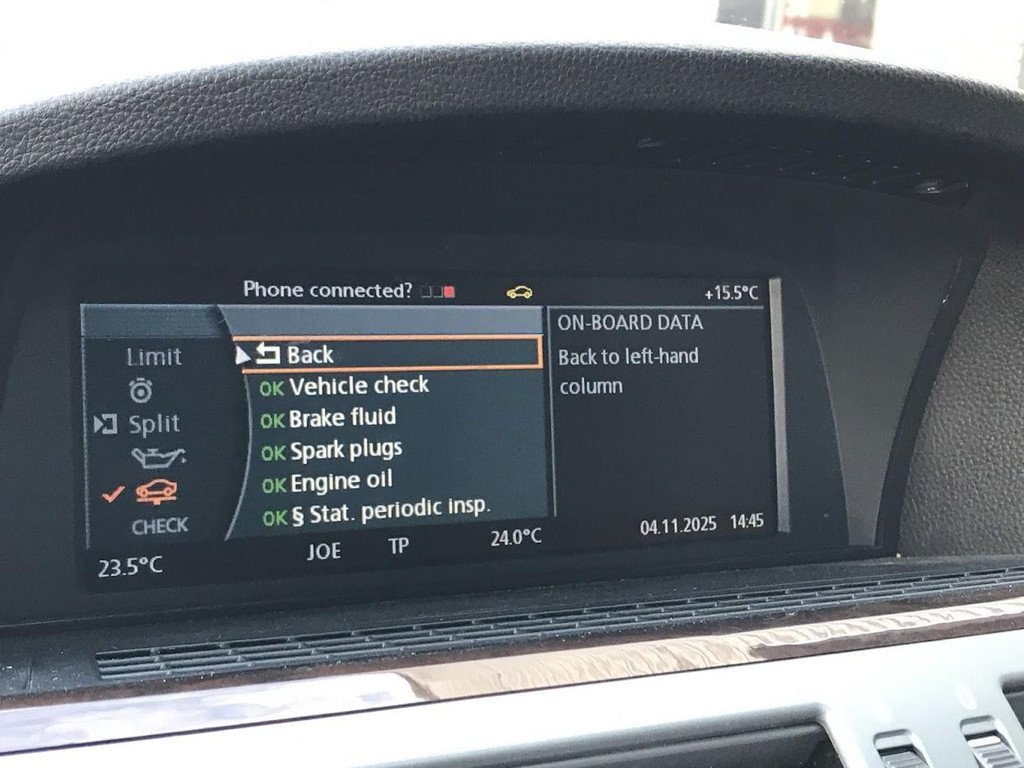 Phone connected?
+15.5°C
Limit
Split
CHECK
Back
OK Vehicle check
OK Brake fluid
OK Spark plugs
OK Engine oil
OK § Stat. periodic insp.
ON-BOARD DATA
Back to left-hand
column
04.11.2025 14:45
23.5°C
JOE
TP
24.0°C